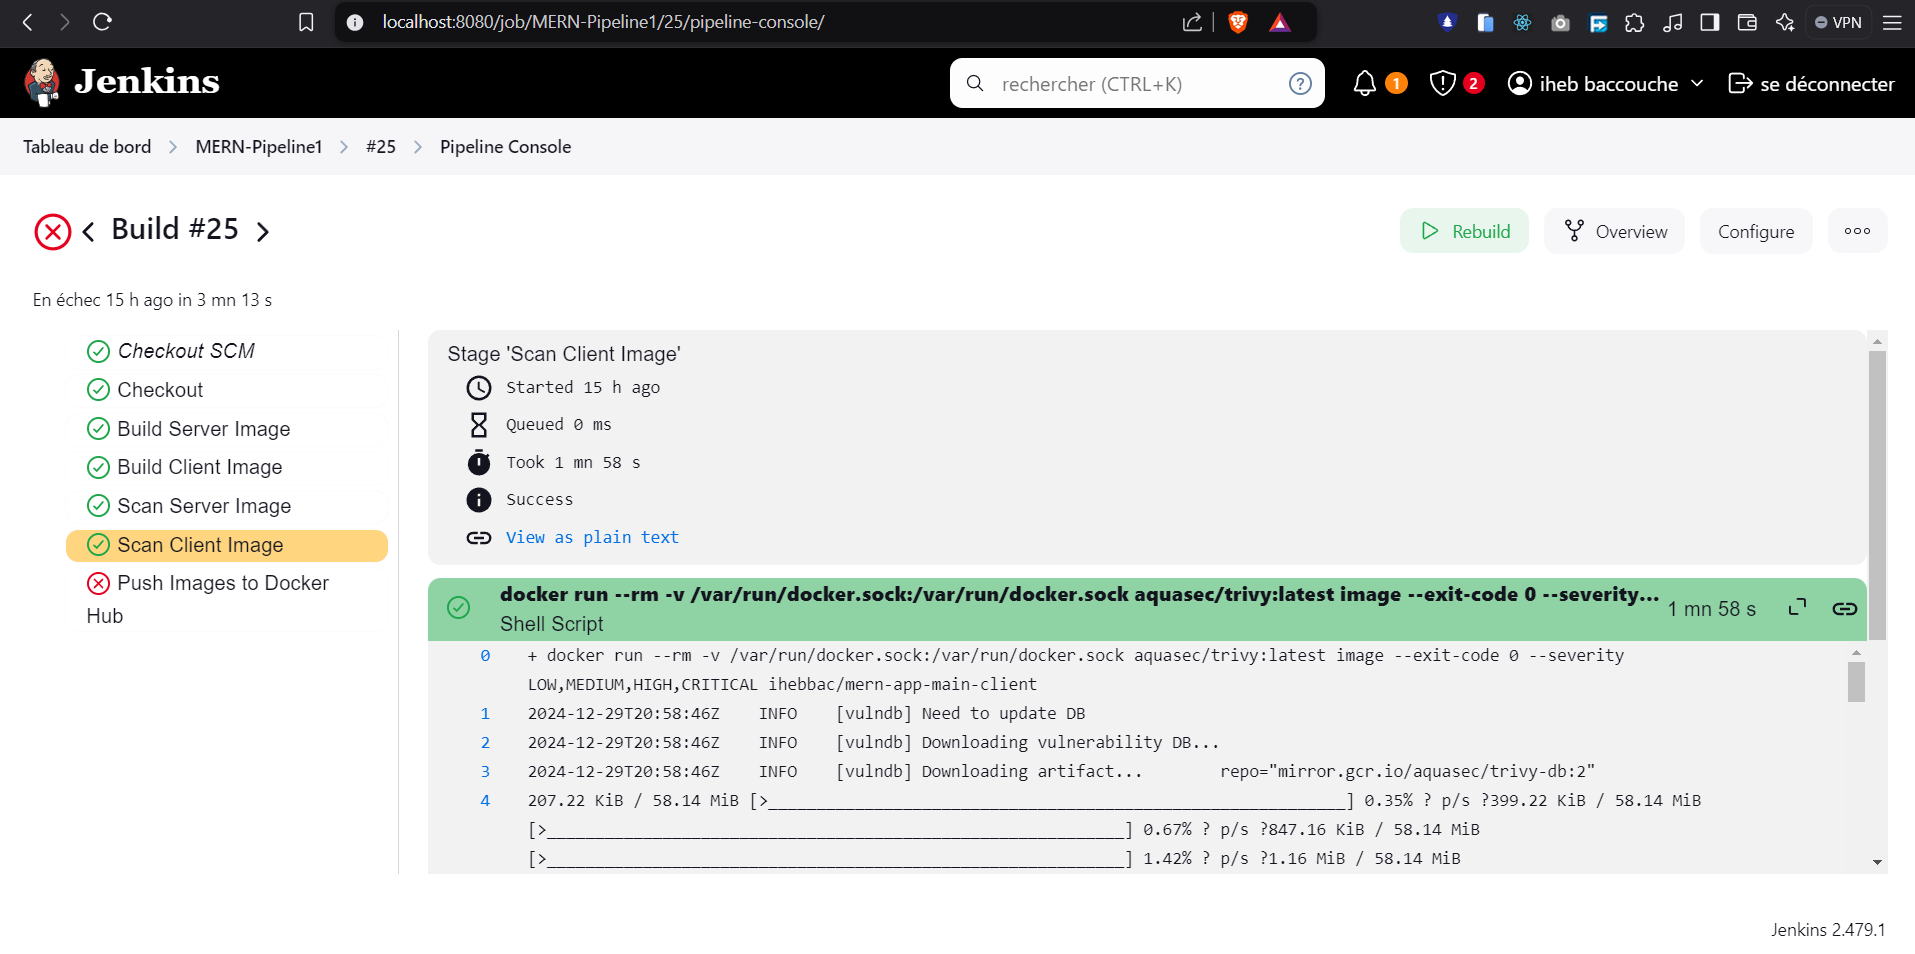 localhost:8080/job/MERN-Pipeline1/25/pipeline-console/
VPN
Jenkins
rechercher (CTRL+K)
?
1
2
iheb baccouche
se déconnecter
Tableau de bord
MERN-Pipeline1
#25
Pipeline Console
Build #25
Rebuild
Overview
Configure
En échec 15 h ago in 3 mn 13 s
Checkout SCM
Checkout
Build Server Image
Build Client Image
Scan Server Image
Scan Client Image
Push Images to Docker
Hub
Stage 'Scan Client Image'
Started 15 h ago
Queued 0 ms
Took 1 mn 58 s
Success
View as plain text
docker run --rm -v /var/run/docker.sock:/var/run/docker.sock aquasec/trivy:latest image --exit-code 0 --severity...
Shell Script
1 mn 58 s
0 + docker run --rm -v /var/run/docker.sock:/var/run/docker.sock aquasec/trivy:latest image --exit-code 0 --severity
LOW,MEDIUM,HIGH,CRITICAL ihebbac/mern-app-main-client
1 2024-12-29T20:58:46Z INFO [vulndb] Need to update DB
2 2024-12-29T20:58:46Z INFO [vulndb] Downloading vulnerability DB...
3 2024-12-29T20:58:46Z INFO [vulndb] Downloading artifact... repo="mirror.gcr.io/aquasec/trivy-db:2"
4 207.22 KiB / 58.14 MiB [>____________________________________________________________] 0.35% ? p/s ?399.22 KiB / 58.14 MiB
[>____________________________________________________________] 0.67% ? p/s ?847.16 KiB / 58.14 MiB
[>____________________________________________________________] 1.42% ? p/s ?1.16 MiB / 58.14 MiB
Jenkins 2.479.1